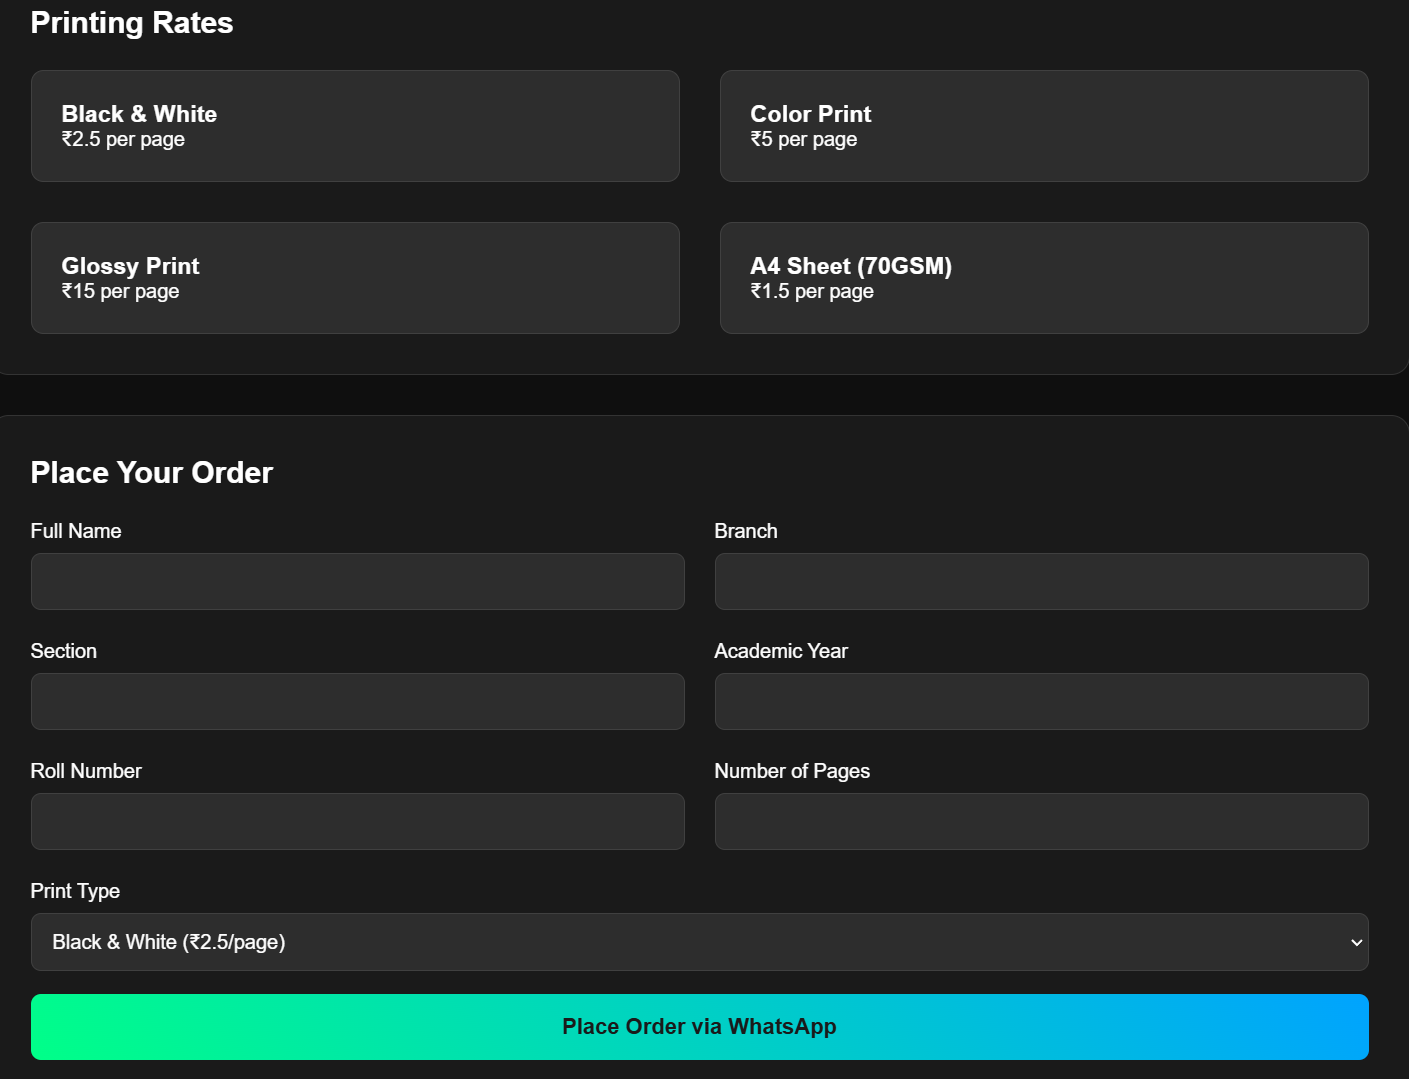 Printing Rates
Black & White
₹2.5 per page
Color Print
₹5 per page
Glossy Print
₹15 per page
A4 Sheet (70GSM)
₹1.5 per page
Place Your Order
Full Name
Branch
Section
Academic Year
Roll Number
Number of Pages
Print Type
Black & White (₹2.5/page)
Place Order via WhatsApp